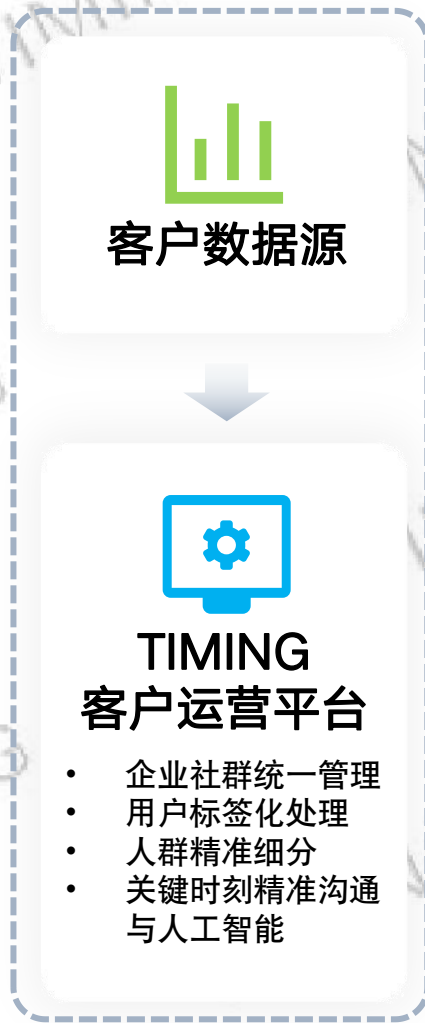 客户数据源
TIMING
客户运营平台
• 企业社群统一管理
• 用户标签化处理
• 人群精准细分
• 关键时刻精准沟通
与人工智能